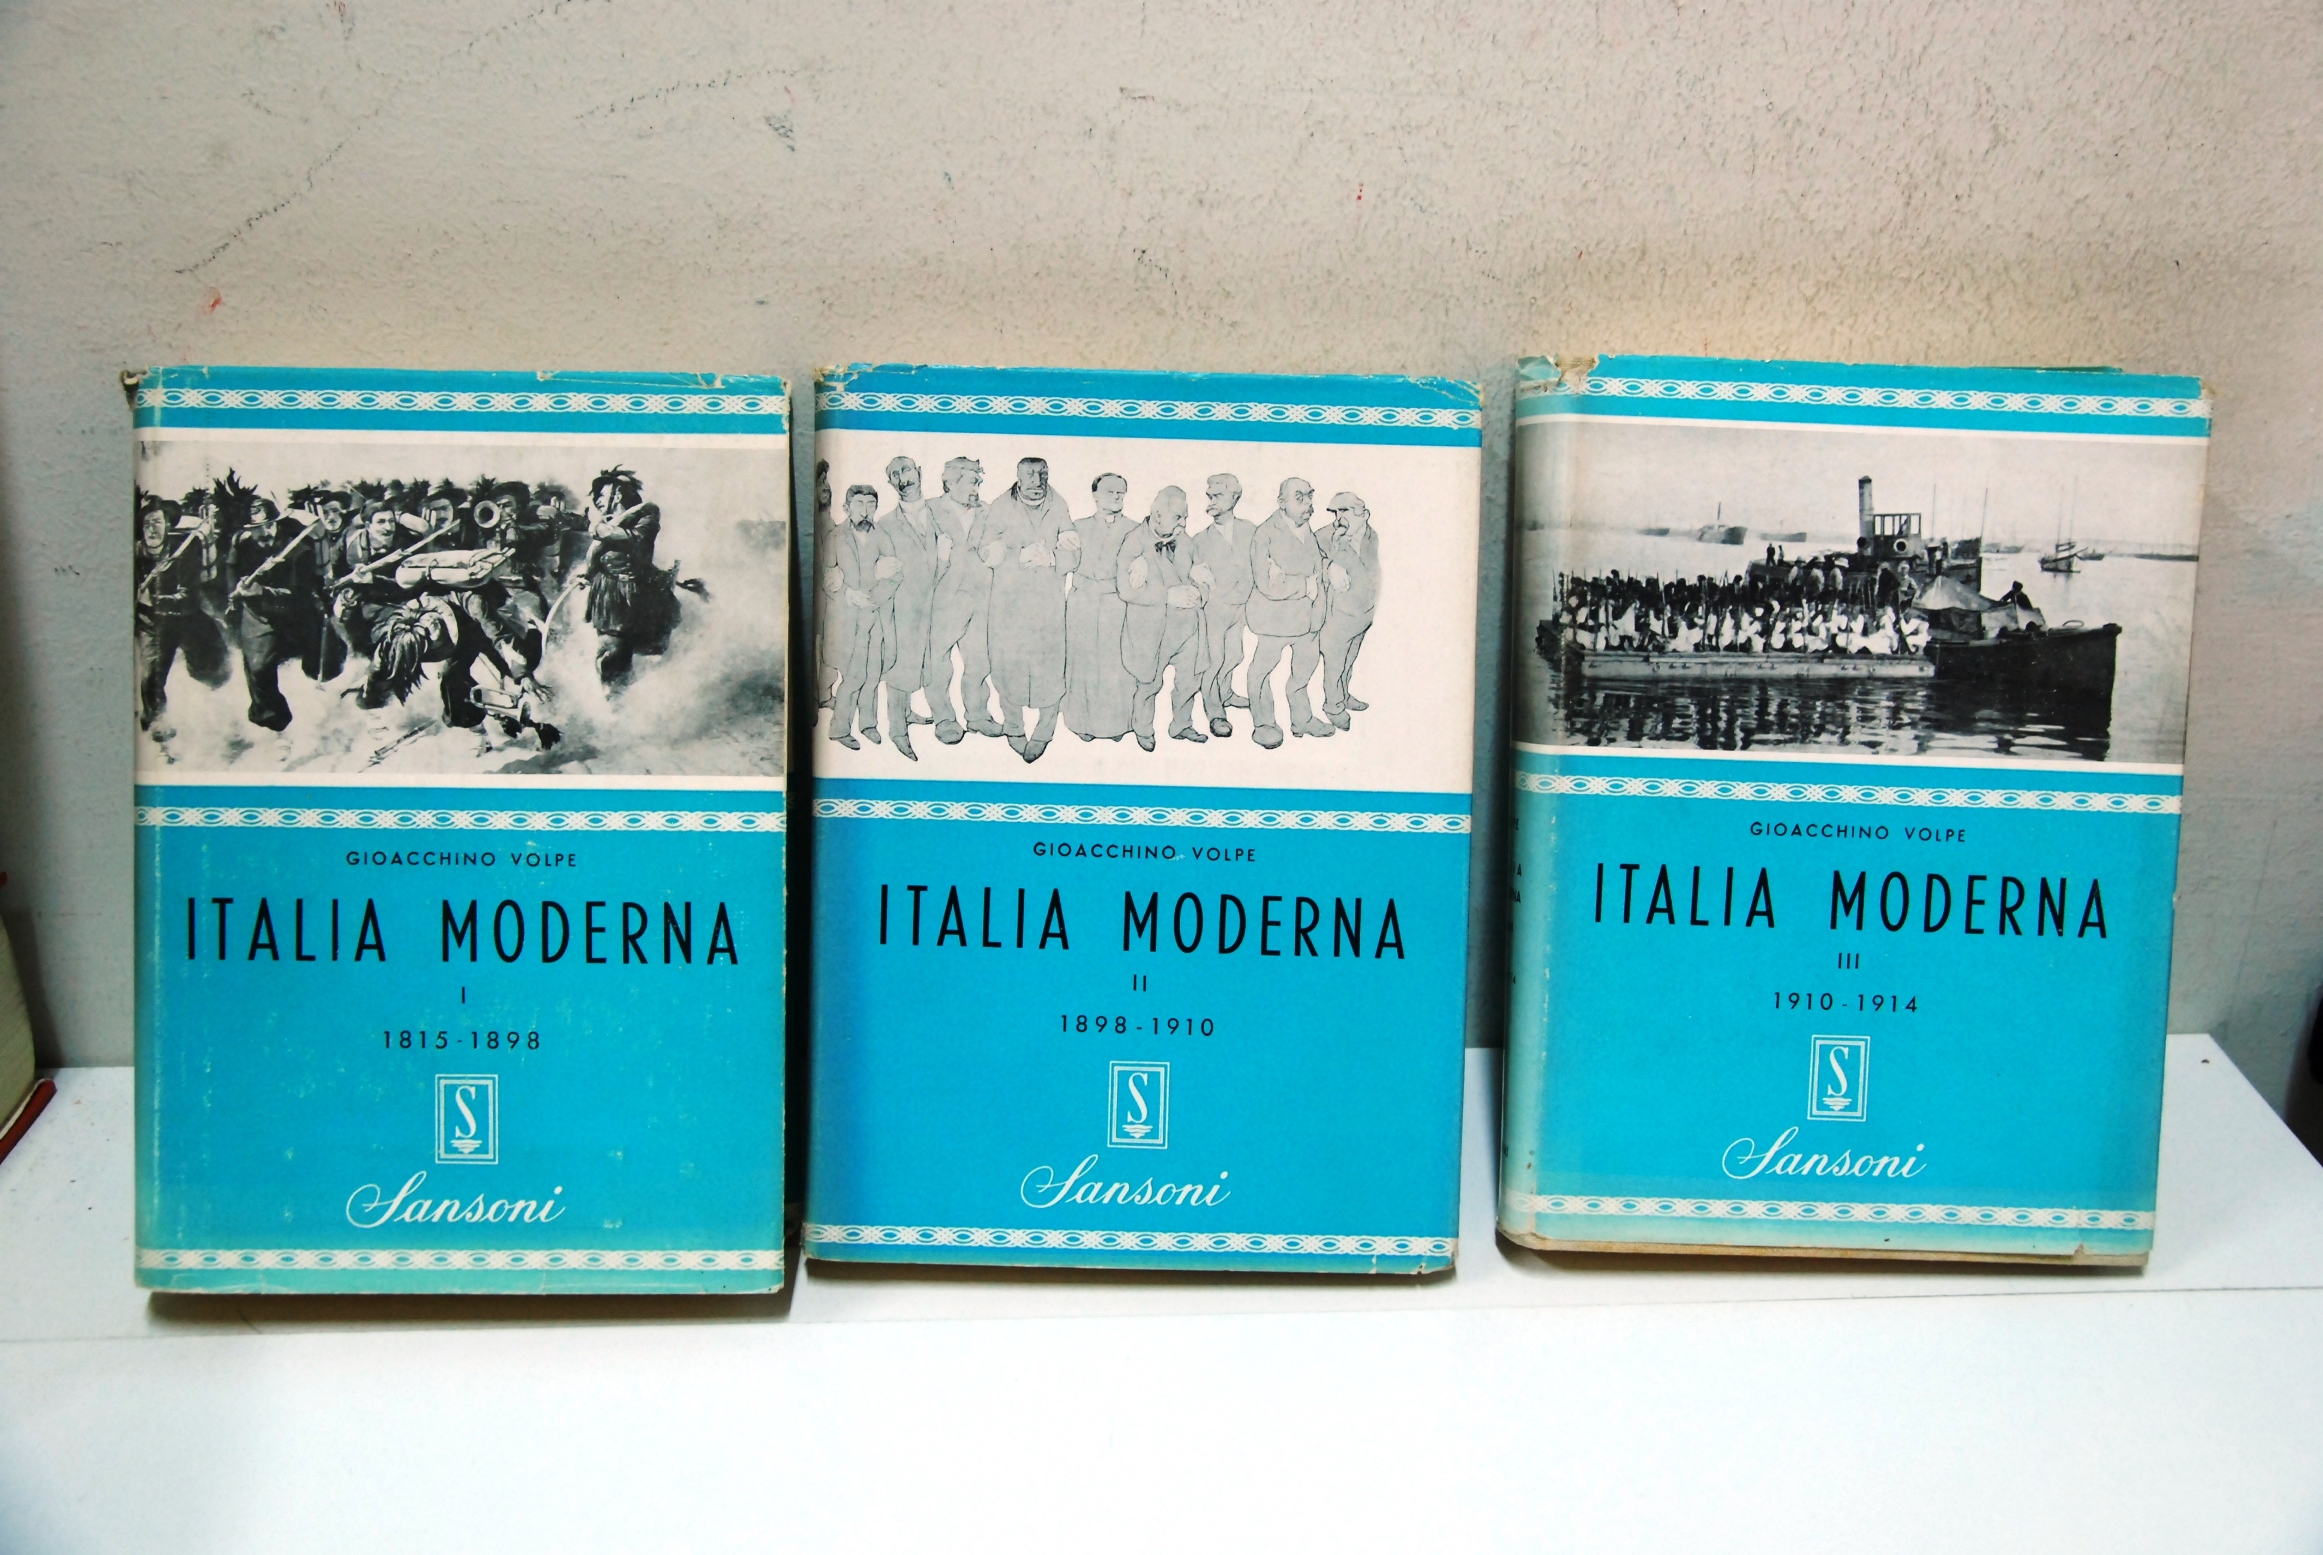 GIOACCHINO VOLPE
ITALIA MODERNA
I
1815-1898
S
Sansoni
GIOACCHINO VOLPE
ITALIA MODERNA
II
1898-1910
S
Sansoni
GIOACCHINO VOLPE
ITALIA MODERNA
III
1910-1914
S
Sansoni